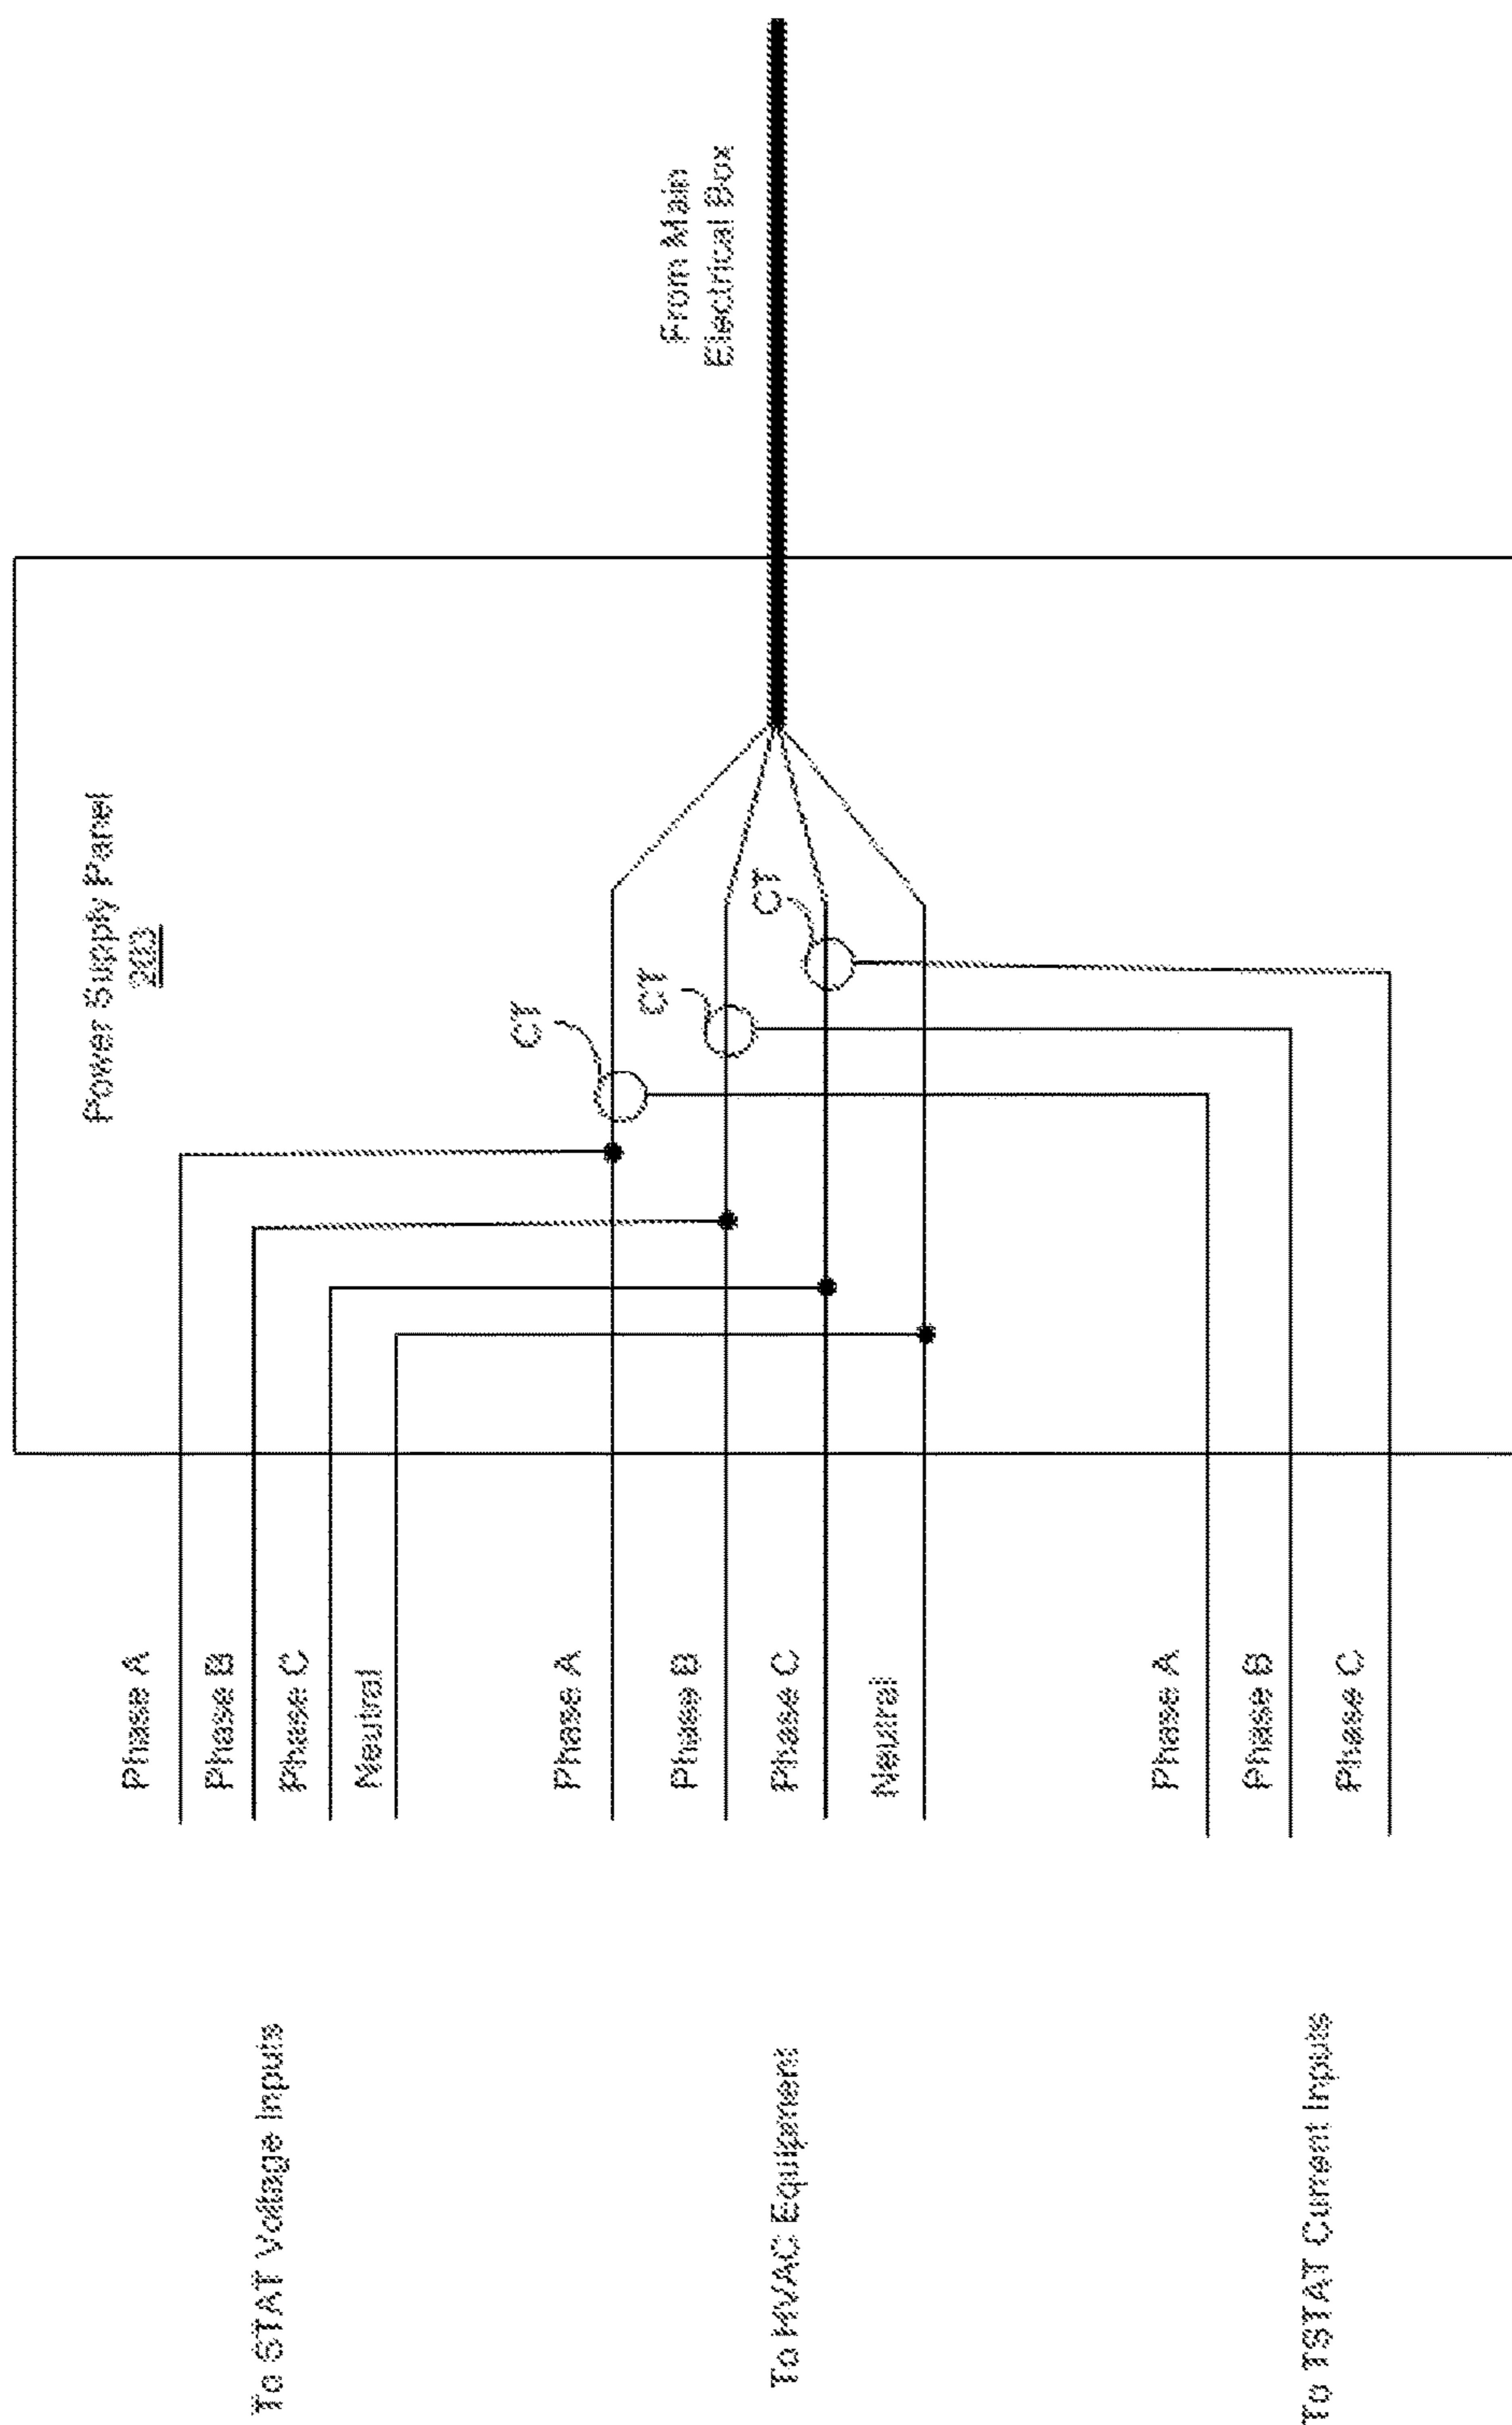 From Main
Electrical Box
Power Supply Panel
203
CT
CT
CT
Phase A
Phase B
Phase C
Neutral
Phase A
Phase B
Phase C
Neutral
Phase A
Phase B
Phase C
To STAT Voltage Inputs
To HVAC Equipment
To TSTAT Current Inputs